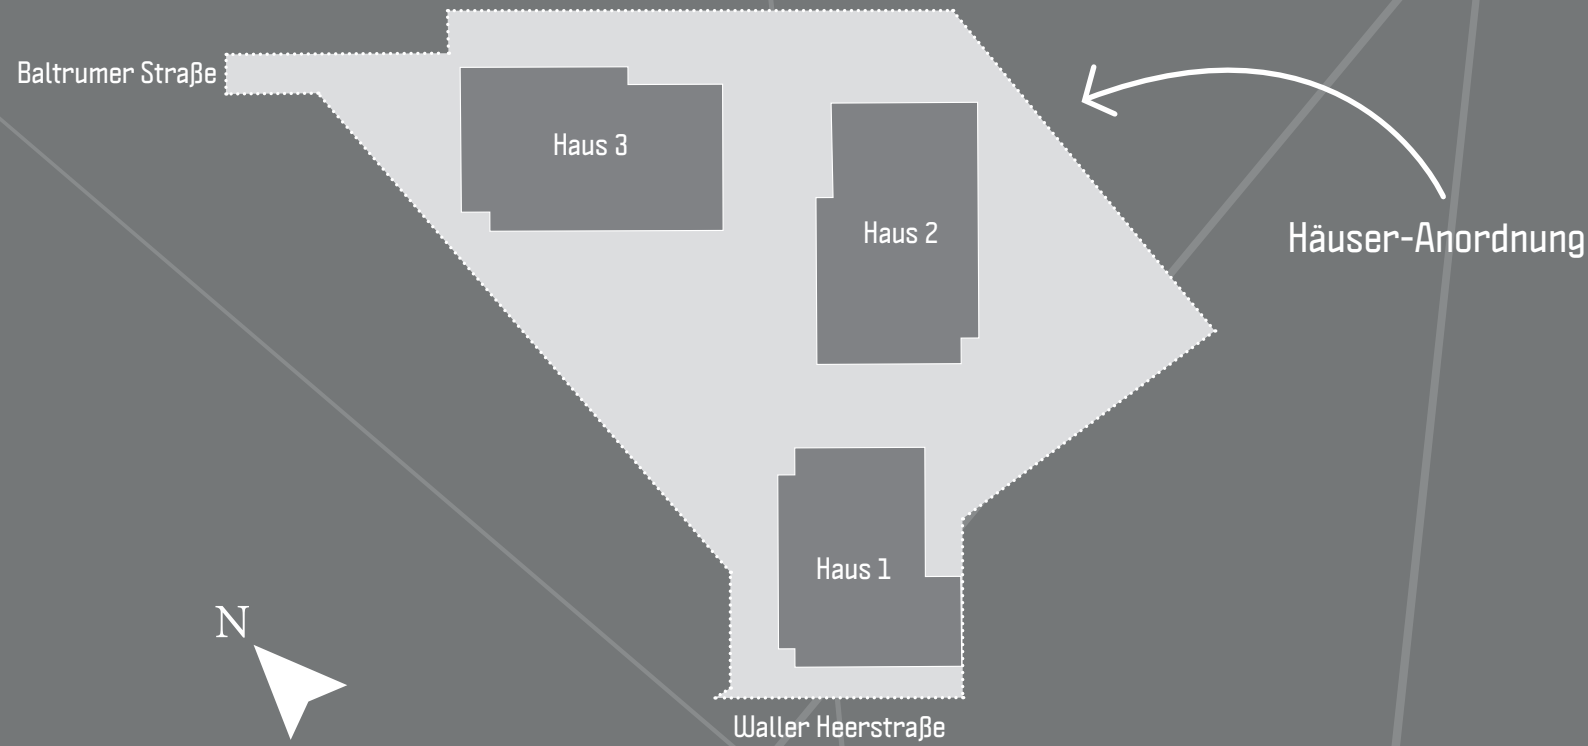 Baltrumer Straße
Haus 3
Haus 2
Häuser-Anordnung
Haus 1
N
Waller Heerstraße